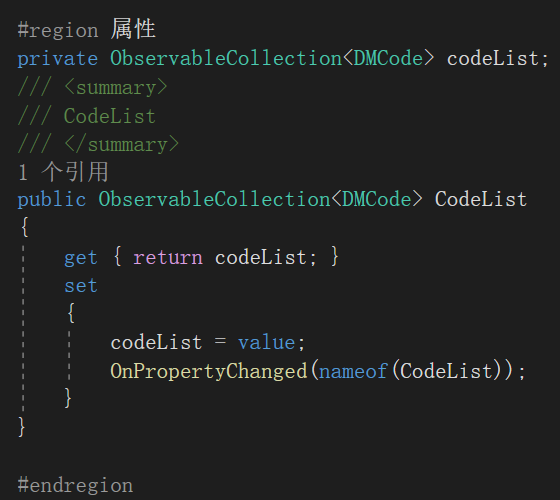 #region 属性
private ObservableCollection<DMCode> codeList;
/// <summary>
/// CodeList
/// </summary>
1 个引用
public ObservableCollection<DMCode> CodeList
{
get { return codeList; }
set
{
codeList = value;
OnPropertyChanged(nameof(CodeList));
}
}
#endregion